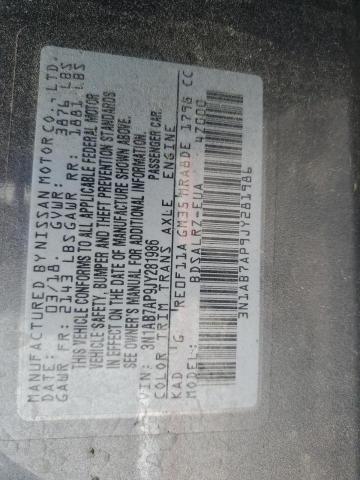 MANUFACTURED BY NISSAN MOTOR CO., LTD.
DATE: 03/18 GVWR: 3876 LBS
GAWR FR: 2143 LBS GAWR RR: 1881 LBS
THIS VEHICLE CONFORMS TO ALL APPLICABLE FEDERAL MOTOR
VEHICLE SAFETY, BUMPER AND THEFT PREVENTION STANDARDS
IN EFFECT ON THE DATE OF MANUFACTURE SHOWN ABOVE.
SEE OWNER'S MANUAL FOR ADDITIONAL INFORMATION.
VIN: 3N1AB7AP9JY281986 PASSENGER CAR.
COLOR TRIM TRANS AXLE ENGINE
KAD G RE0F11A GM35 MRA8DE 1798 CC
BDSALRZ-EUA 47000
3N1AB7AP9JY281986